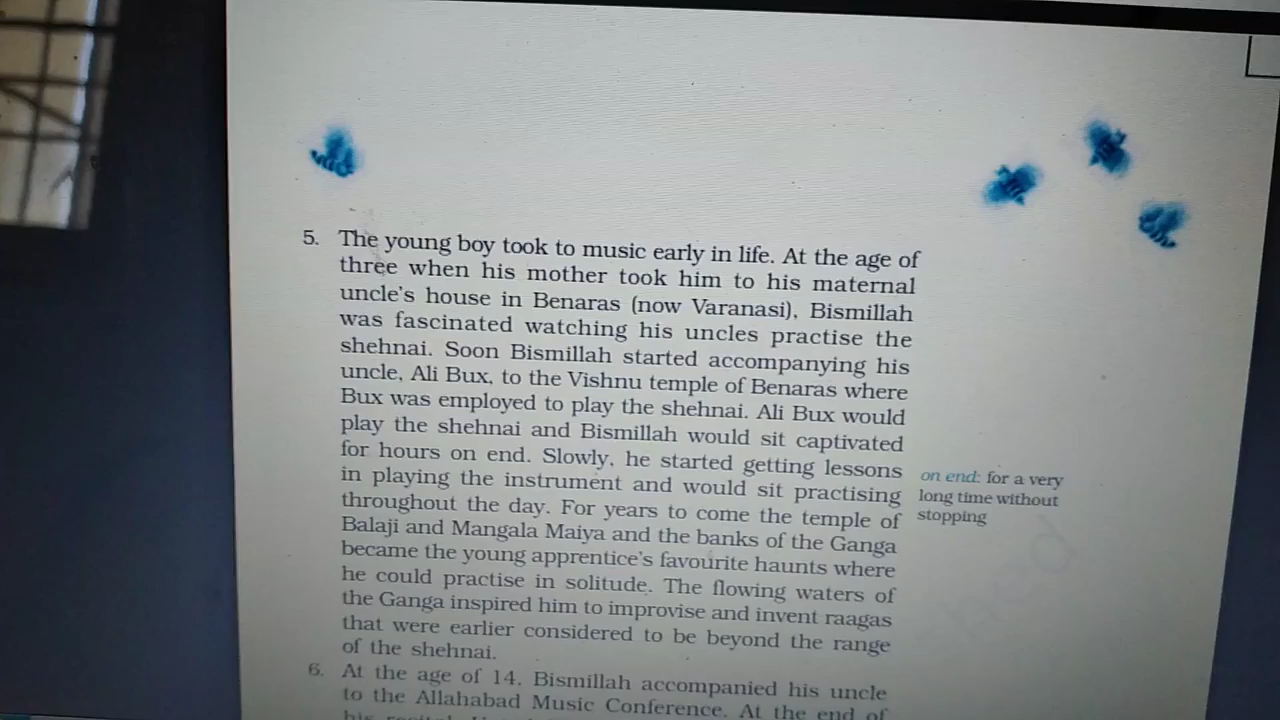 5. The young boy took to music early in life. At the age of
three when his mother took him to his maternal
uncle's house in Benaras (now Varanasi), Bismillah
was fascinated watching his uncles practise the
shehnai. Soon Bismillah started accompanying his
uncle, Ali Bux, to the Vishnu temple of Benaras where
Bux was employed to play the shehnai. Ali Bux would
play the shehnai and Bismillah would sit captivated
for hours on end. Slowly, he started getting lessons
in playing the instrument and would sit practising
throughout the day. For years to come the temple of
Balaji and Mangala Maiya and the banks of the Ganga
became the young apprentice's favourite haunts where
he could practise in solitude. The flowing waters of
the Ganga inspired him to improvise and invent raagas
that were earlier considered to be beyond the range
of the shehnai.
on end: for a very
long time without
stopping
6. At the age of 14, Bismillah accompanied his uncle
to the Allahabad Music Conference. At the end of
his recital,